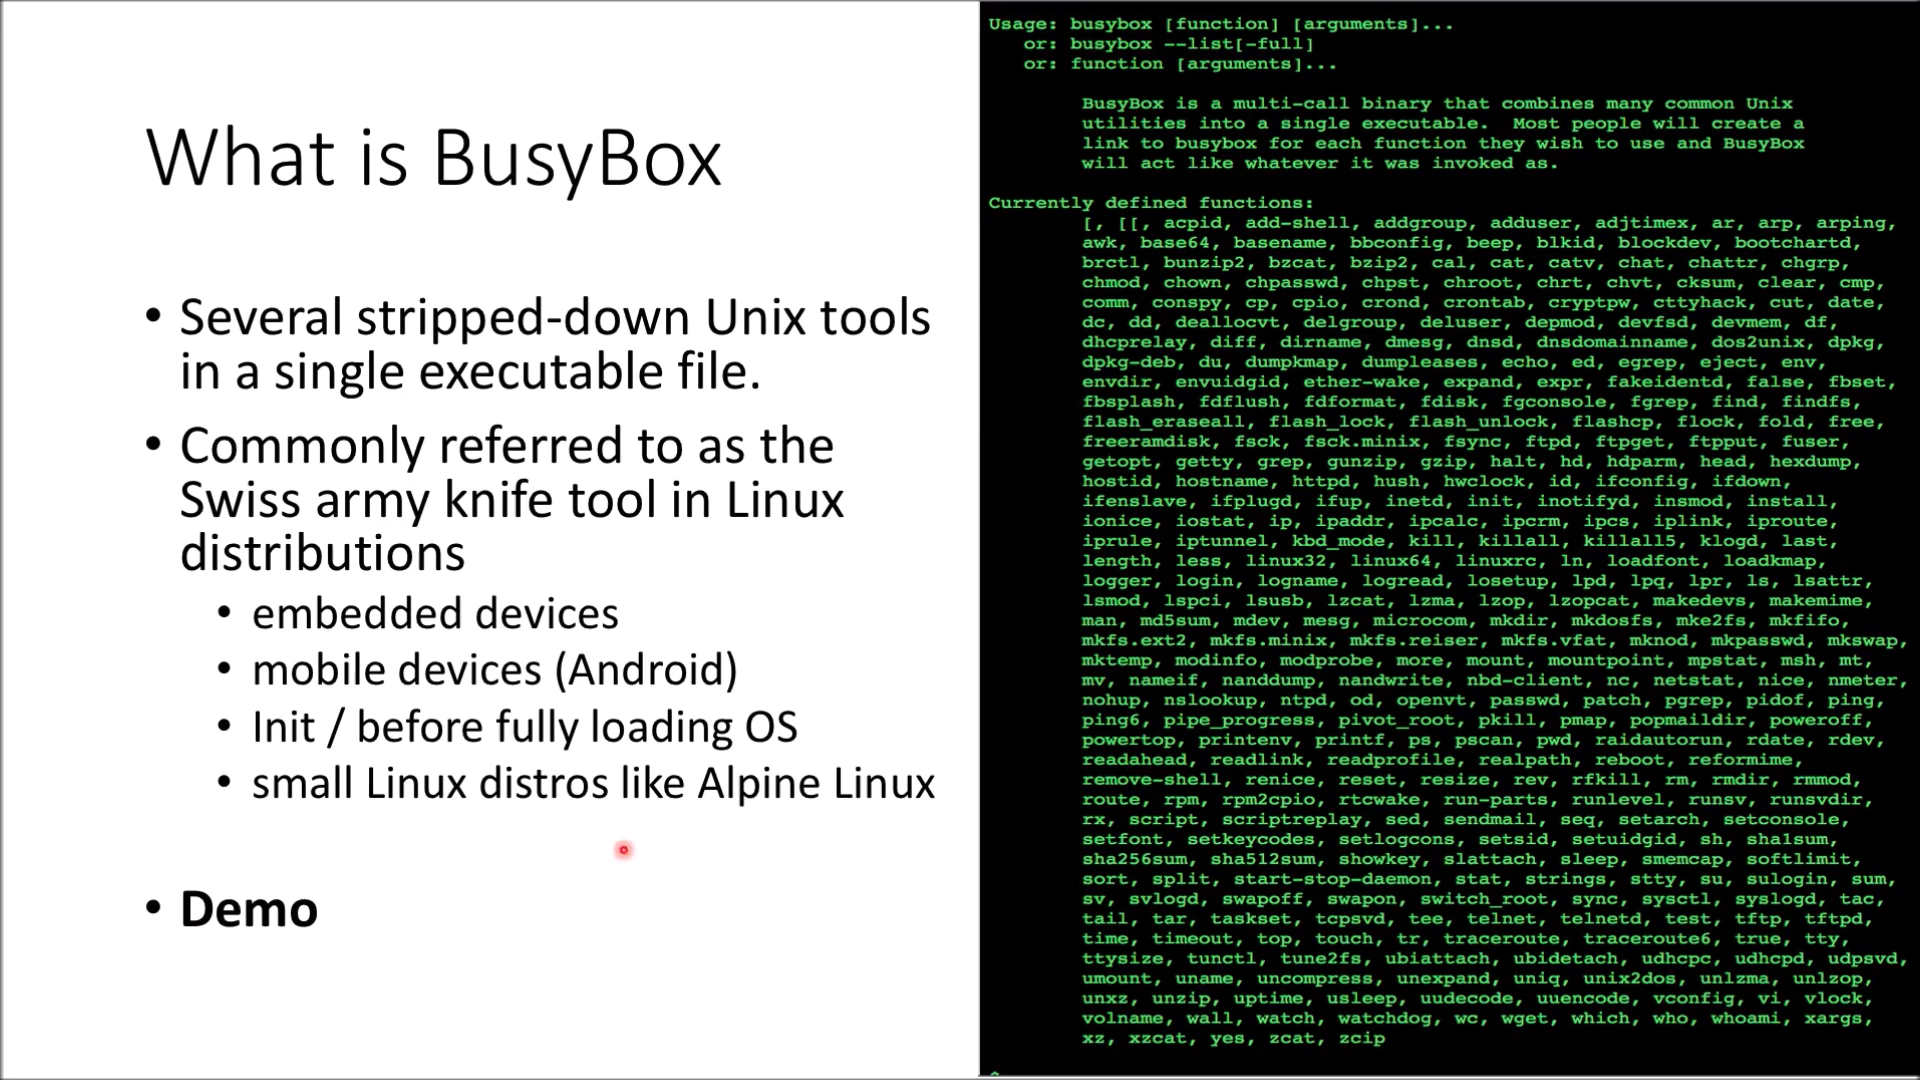 What is BusyBox
• Several stripped-down Unix tools
in a single executable file.
• Commonly referred to as the
Swiss army knife tool in Linux
distributions
• embedded devices
• mobile devices (Android)
• Init / before fully loading OS
• small Linux distros like Alpine Linux
• Demo
Usage: busybox [function] [arguments]...
or: busybox --list[-full]
or: function [arguments]...
BusyBox is a multi-call binary that combines many common Unix
utilities into a single executable.  Most people will create a
link to busybox for each function they wish to use and BusyBox
will act like whatever it was invoked as.
Currently defined functions:
[, [[, acpid, add-shell, addgroup, adduser, adjtimex, ar, arp, arping,
awk, base64, basename, bbconfig, beep, blkid, blockdev, bootchartd,
brctl, bunzip2, bzcat, bzip2, cal, cat, catv, chat, chattr, chgrp,
chmod, chown, chpasswd, chpst, chroot, chrt, chvt, cksum, clear, cmp,
comm, conspy, cp, cpio, crond, crontab, cryptpw, cttyhack, cut, date,
dc, dd, deallocvt, delgroup, deluser, depmod, devfsd, devmem, df,
dhcprelay, diff, dirname, dmesg, dnsd, dnsdomainname, dos2unix, dpkg,
dpkg-deb, du, dumpkmap, dumpleases, echo, ed, egrep, eject, env,
envdir, envuidgid, ether-wake, expand, expr, fakeidentd, false, fbset,
fbsplash, fdflush, fdformat, fdisk, fgconsole, fgrep, find, findfs,
flash_eraseall, flash_lock, flash_unlock, flashcp, flock, fold, free,
freeramdisk, fsck, fsck.minix, fsync, ftpd, ftpget, ftpput, fuser,
getopt, getty, grep, gunzip, gzip, halt, hd, hdparm, head, hexdump,
hostid, hostname, httpd, hush, hwclock, id, ifconfig, ifdown,
ifenslave, ifplugd, ifup, inetd, init, inotifyd, insmod, install,
ionice, iostat, ip, ipaddr, ipcalc, ipcrm, ipcs, iplink, iproute,
iprule, iptunnel, kbd_mode, kill, killall, killall5, klogd, last,
length, less, linux32, linux64, linuxrc, ln, loadfont, loadkmap,
logger, login, logname, logread, losetup, lpd, lpq, lpr, ls, lsattr,
lsmod, lspci, lsusb, lzcat, lzma, lzop, lzopcat, makedevs, makemime,
man, md5sum, mdev, mesg, microcom, mkdir, mkdosfs, mke2fs, mkfifo,
mkfs.ext2, mkfs.minix, mkfs.reiser, mkfs.vfat, mknod, mkpasswd, mkswap,
mktemp, modinfo, modprobe, more, mount, mountpoint, mpstat, msh, mt,
mv, nameif, nanddump, nandwrite, nbd-client, nc, netstat, nice, nmeter,
nohup, nslookup, ntpd, od, openvt, passwd, patch, pgrep, pidof, ping,
ping6, pipe_progress, pivot_root, pkill, pmap, popmaildir, poweroff,
powertop, printenv, printf, ps, pscan, pwd, raidautorun, rdate, rdev,
readahead, readlink, readprofile, realpath, reboot, reformime,
remove-shell, renice, reset, resize, rev, rfkill, rm, rmdir, rmmod,
route, rpm, rpm2cpio, rtcwake, run-parts, runlevel, runsv, runsvdir,
rx, script, scriptreplay, sed, sendmail, seq, setarch, setconsole,
setfont, setkeycodes, setlogcons, setsid, setuidgid, sh, sha1sum,
sha256sum, sha512sum, showkey, slattach, sleep, smemcap, softlimit,
sort, split, start-stop-daemon, stat, strings, stty, su, sulogin, sum,
sv, svlogd, swapoff, swapon, switch_root, sync, sysctl, syslogd, tac,
tail, tar, taskset, tcpsvd, tee, telnet, telnetd, test, tftp, tftpd,
time, timeout, top, touch, tr, traceroute, traceroute6, true, tty,
ttysize, tunctl, tune2fs, ubiattach, ubidetach, udhcpc, udhcpd, udpsvd,
umount, uname, uncompress, unexpand, uniq, unix2dos, unlzma, unlzop,
unxz, unzip, uptime, usleep, uudecode, uuencode, vconfig, vi, vlock,
volname, wall, watch, watchdog, wc, wget, which, who, whoami, xargs,
xz, xzcat, yes, zcat, zcip